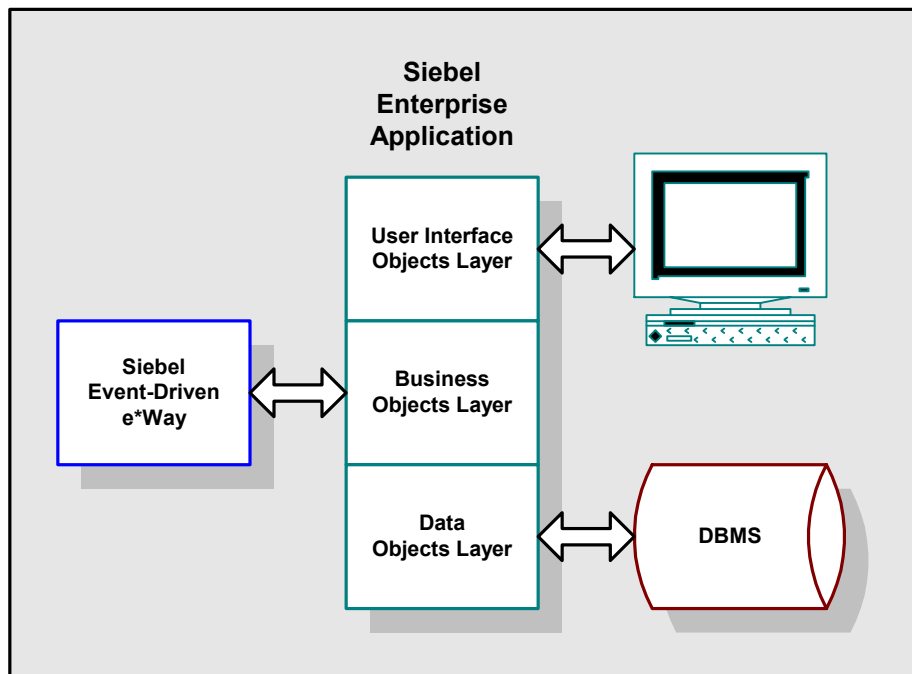 Siebel
Enterprise
Application
User Interface
Objects Layer
Siebel
Event-Driven
e*Way
Business
Objects Layer
Data
Objects Layer
DBMS